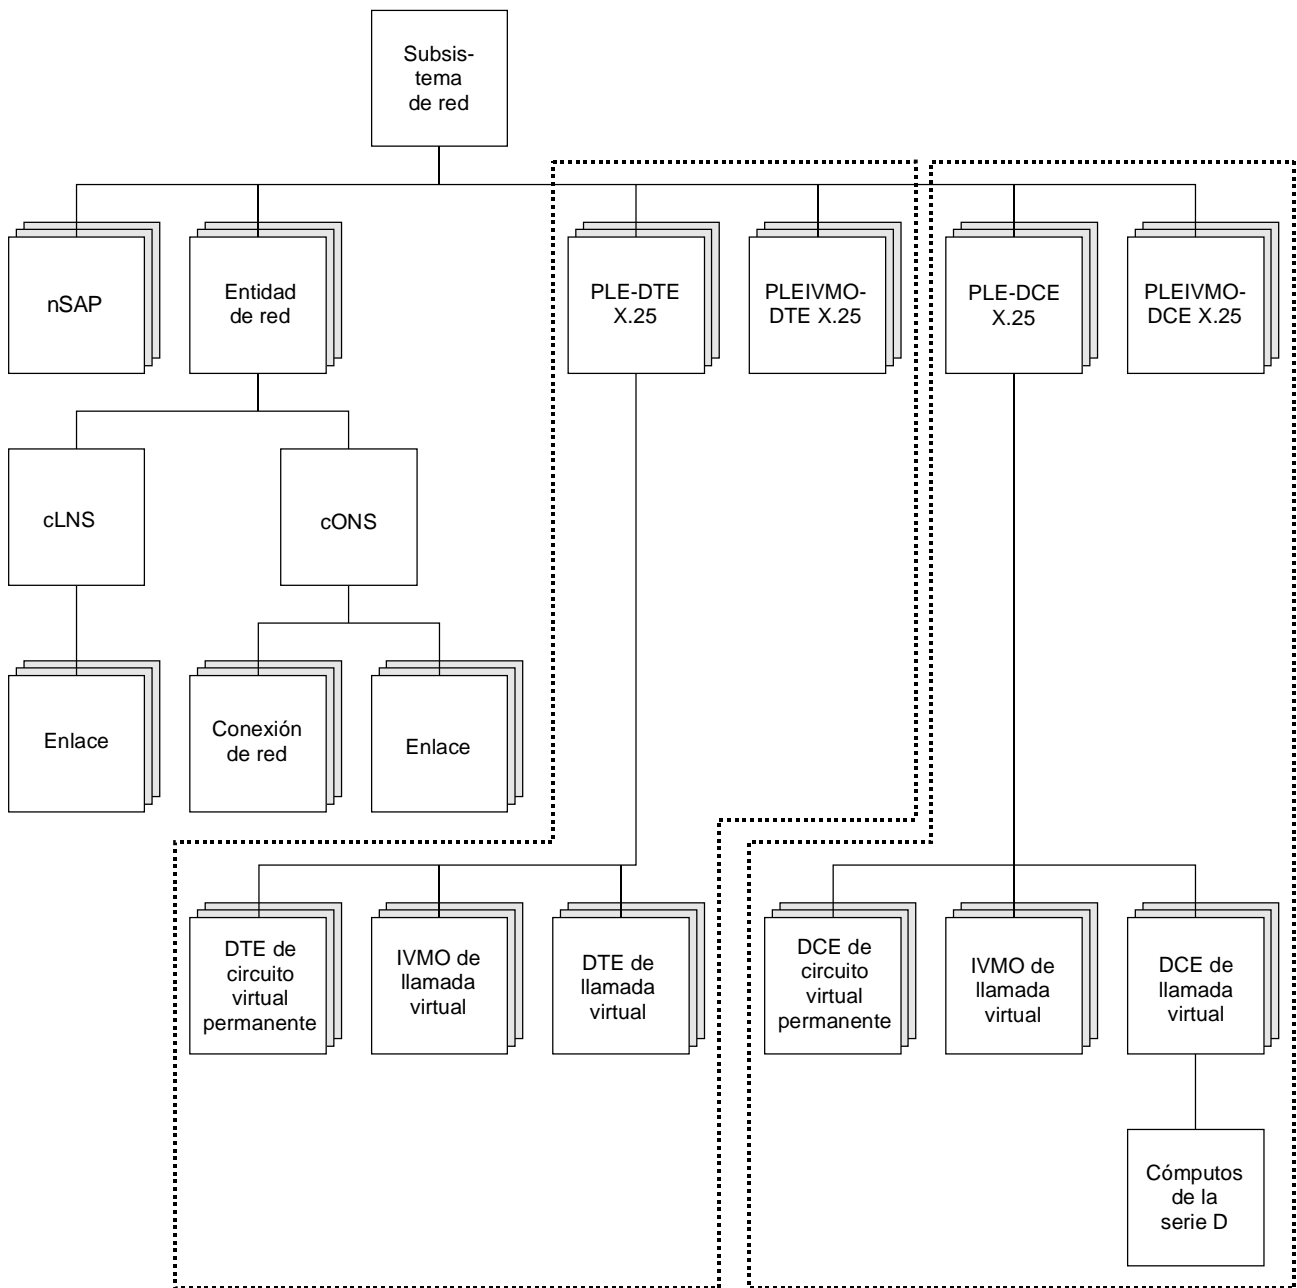 Subsis-
tema
de red
nSAP
Entidad
de red
PLE-DTE
X.25
PLEIVMO-
DTE X.25
PLE-DCE
X.25
PLEIVMO-
DCE X.25
cLNS
cONS
Enlace
Conexión
de red
Enlace
DTE de
circuito
virtual
permanente
IVMO de
llamada
virtual
DTE de
llamada
virtual
DCE de
circuito
virtual
permanente
IVMO de
llamada
virtual
DCE de
llamada
virtual
Cómputos
de la
serie D